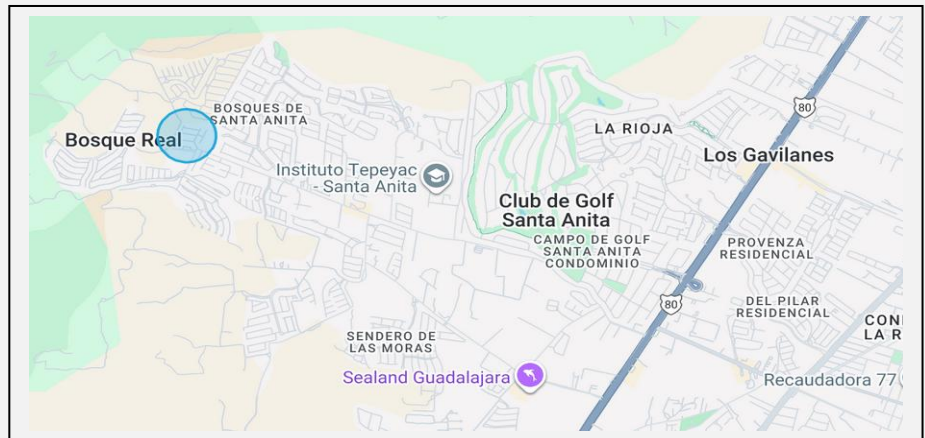 80
BOSQUES DE
SANTA ANITA
LA RIOJA
Bosque Real
Los Gavilanes
Instituto Tepeyac
- Santa Anita
Club de Golf
Santa Anita
CAMPO DE GOLF
SANTA ANITA
CONDOMINIO
PROVENZA
RESIDENCIAL
80
DEL PILAR
RESIDENCIAL
CON
LA R
SENDERO DE
LAS MORAS
Sealand Guadalajara
Recaudadora 77